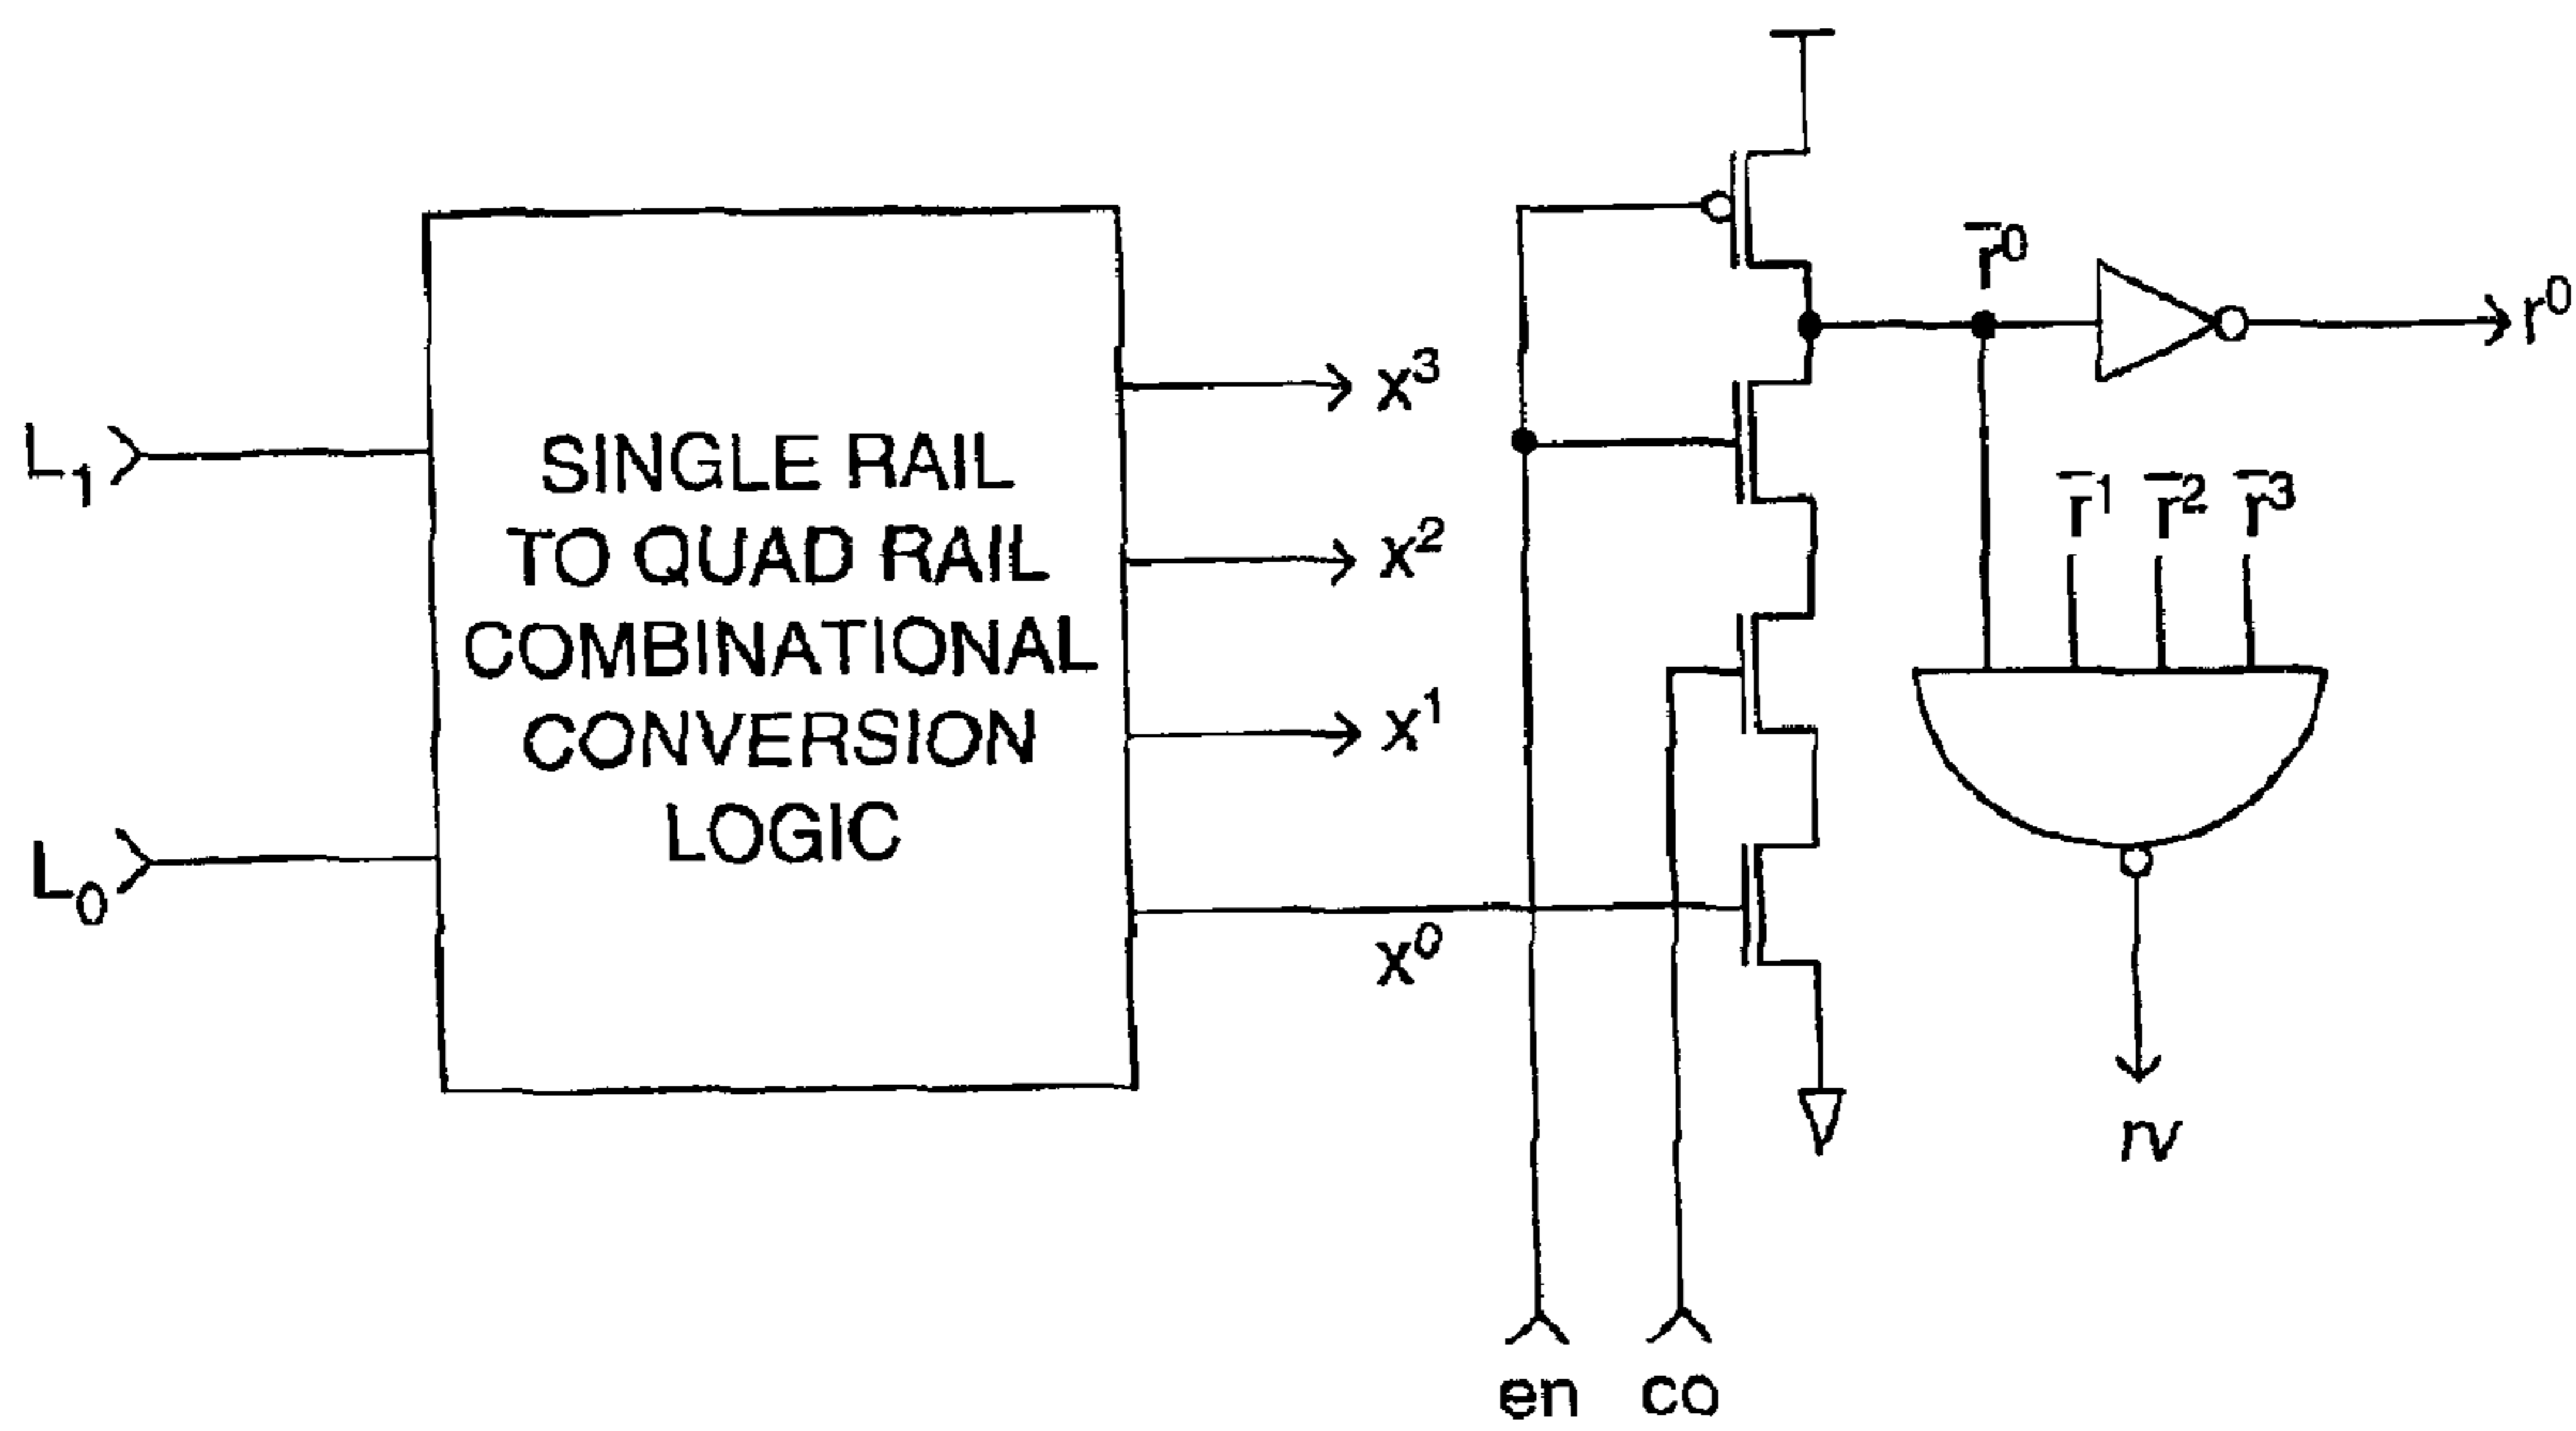 L₁
L₀
SINGLE RAIL
TO QUAD RAIL
COMBINATIONAL
CONVERSION
LOGIC
x³
x²
x¹
x⁰
r̅⁰
r⁰
r̅¹ r̅² r̅³
rv
en co